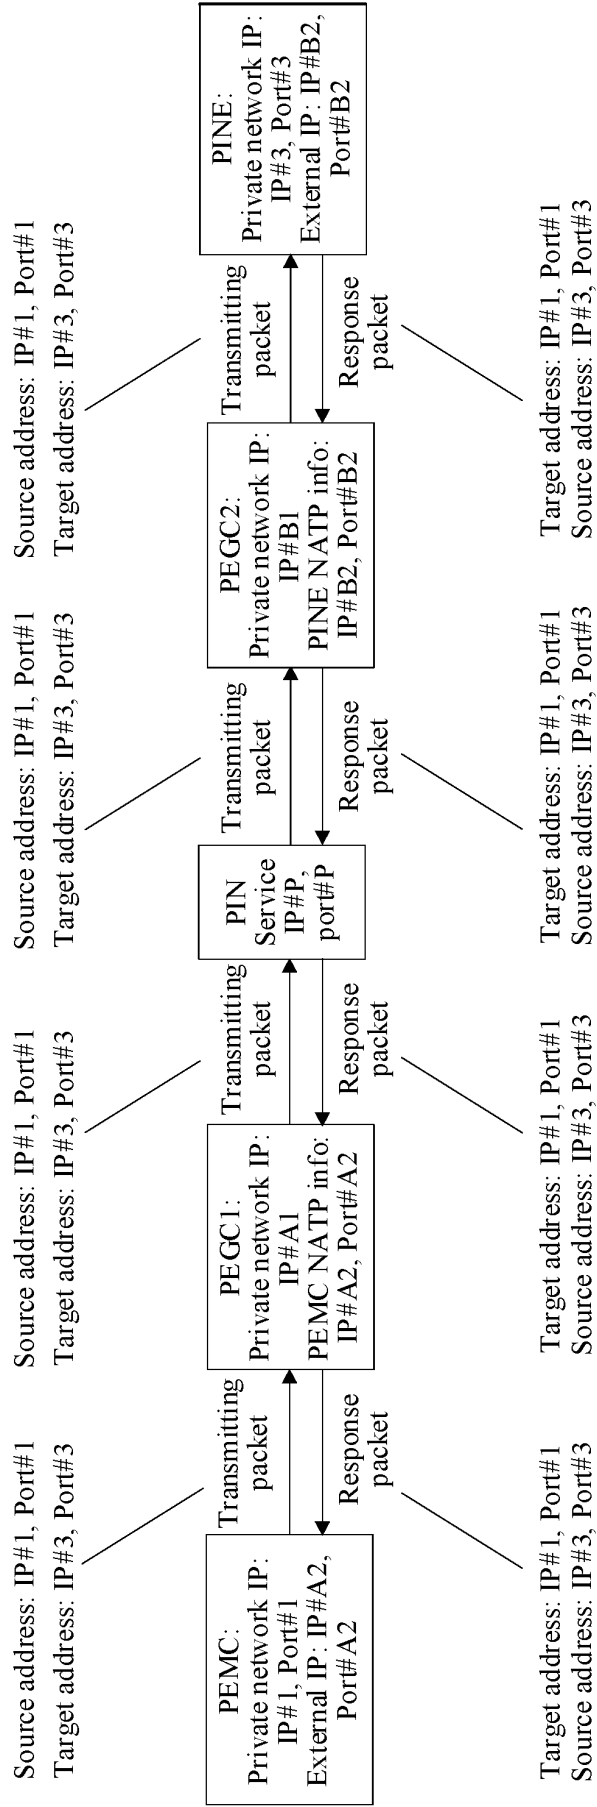 Source address: IP#1, Port#1
Target address: IP#3, Port#3
Source address: IP#1, Port#1
Target address: IP#3, Port#3
Source address: IP#1, Port#1
Target address: IP#3, Port#3
Source address: IP#1, Port#1
Target address: IP#3, Port#3
PEMC:
Private network IP:
IP#1, Port#1
External IP: IP#A2,
Port#A2
Transmitting
packet
Response
packet
PEGC1:
Private network IP:
IP#A1
PEMC NATP info:
IP#A2, Port#A2
Transmitting
packet
Response
packet
PIN
Service
IP#P,
port#P
Transmitting
packet
Response
packet
PEGC2:
Private network IP:
IP#B1
PINE NATP info:
IP#B2, Port#B2
Transmitting
packet
Response
packet
PINE:
Private network IP:
IP#3, Port#3
External IP: IP#B2,
Port#B2
Target address: IP#1, Port#1
Source address: IP#3, Port#3
Target address: IP#1, Port#1
Source address: IP#3, Port#3
Target address: IP#1, Port#1
Source address: IP#3, Port#3
Target address: IP#1, Port#1
Source address: IP#3, Port#3